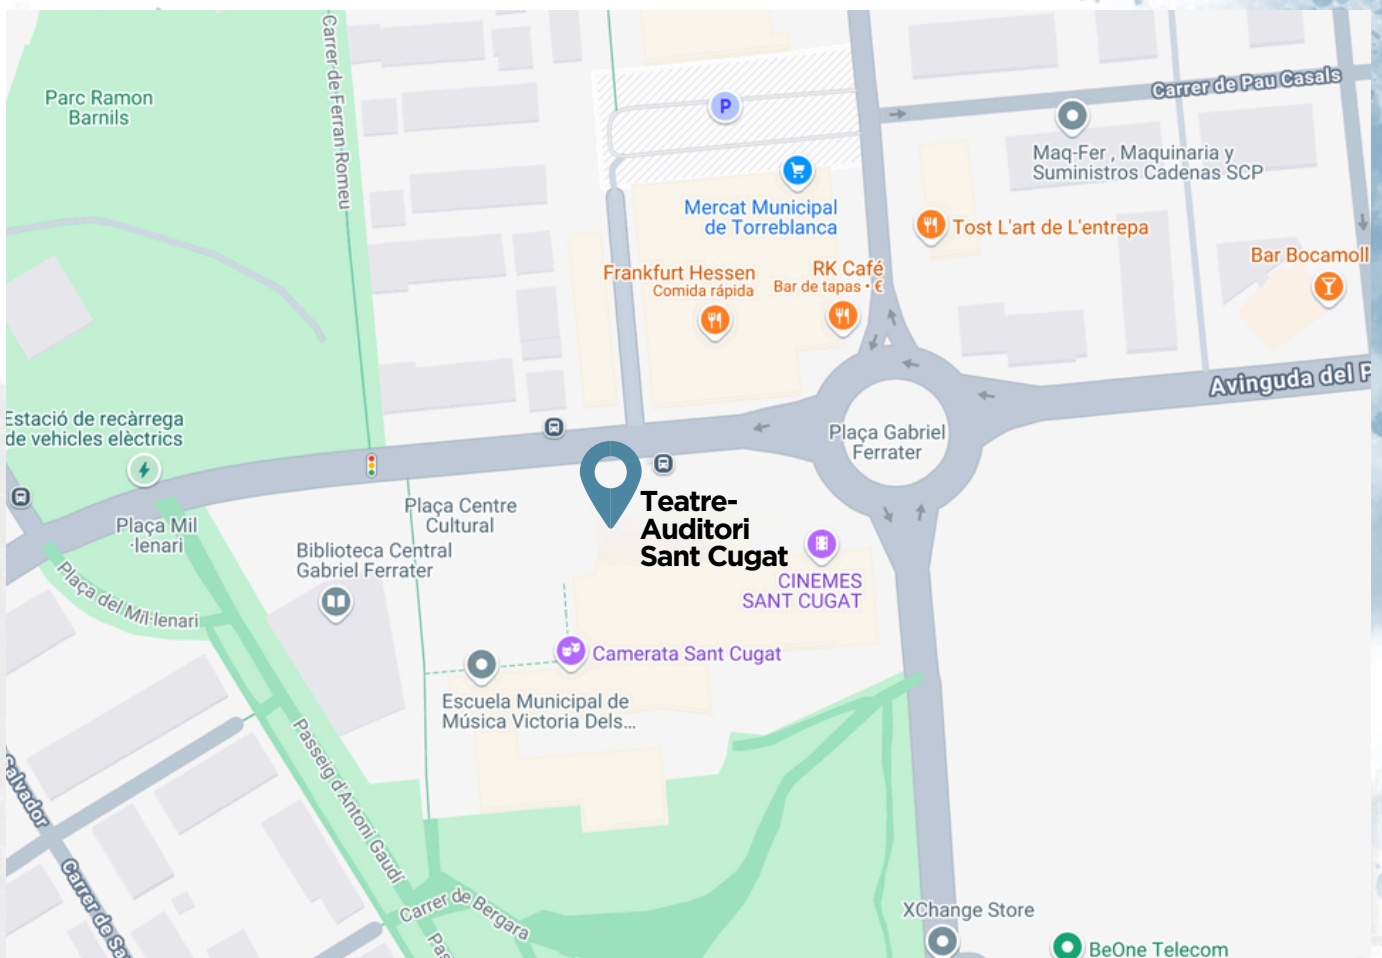 Carrer de Ferran Romeu
Parc Ramon
Barnils
P
Carrer de Pau Casals
Maq-Fer , Maquinaria y
Suministros Cadenas SCP
Mercat Municipal
de Torreblanca
Tost L'art de L'entrepa
Bar Bocamoll
Frankfurt Hessen
Comida rápida
RK Café
Bar de tapas • €
Avinguda del P
Estació de recàrrega
de vehicles elèctrics
Plaça Gabriel
Ferrater
Plaça Centre
Cultural
Teatre-
Auditori
Sant Cugat
Plaça Mil
·lenari
Biblioteca Central
Gabriel Ferrater
CINEMES
SANT CUGAT
Plaça del Mil·lenari
Camerata Sant Cugat
Escuela Municipal de
Música Victoria Dels...
Passeig d'Antoni Gaudí
Salvador
Carrer de Sa
Carrer de Bergara
Pas
XChange Store
BeOne Telecom